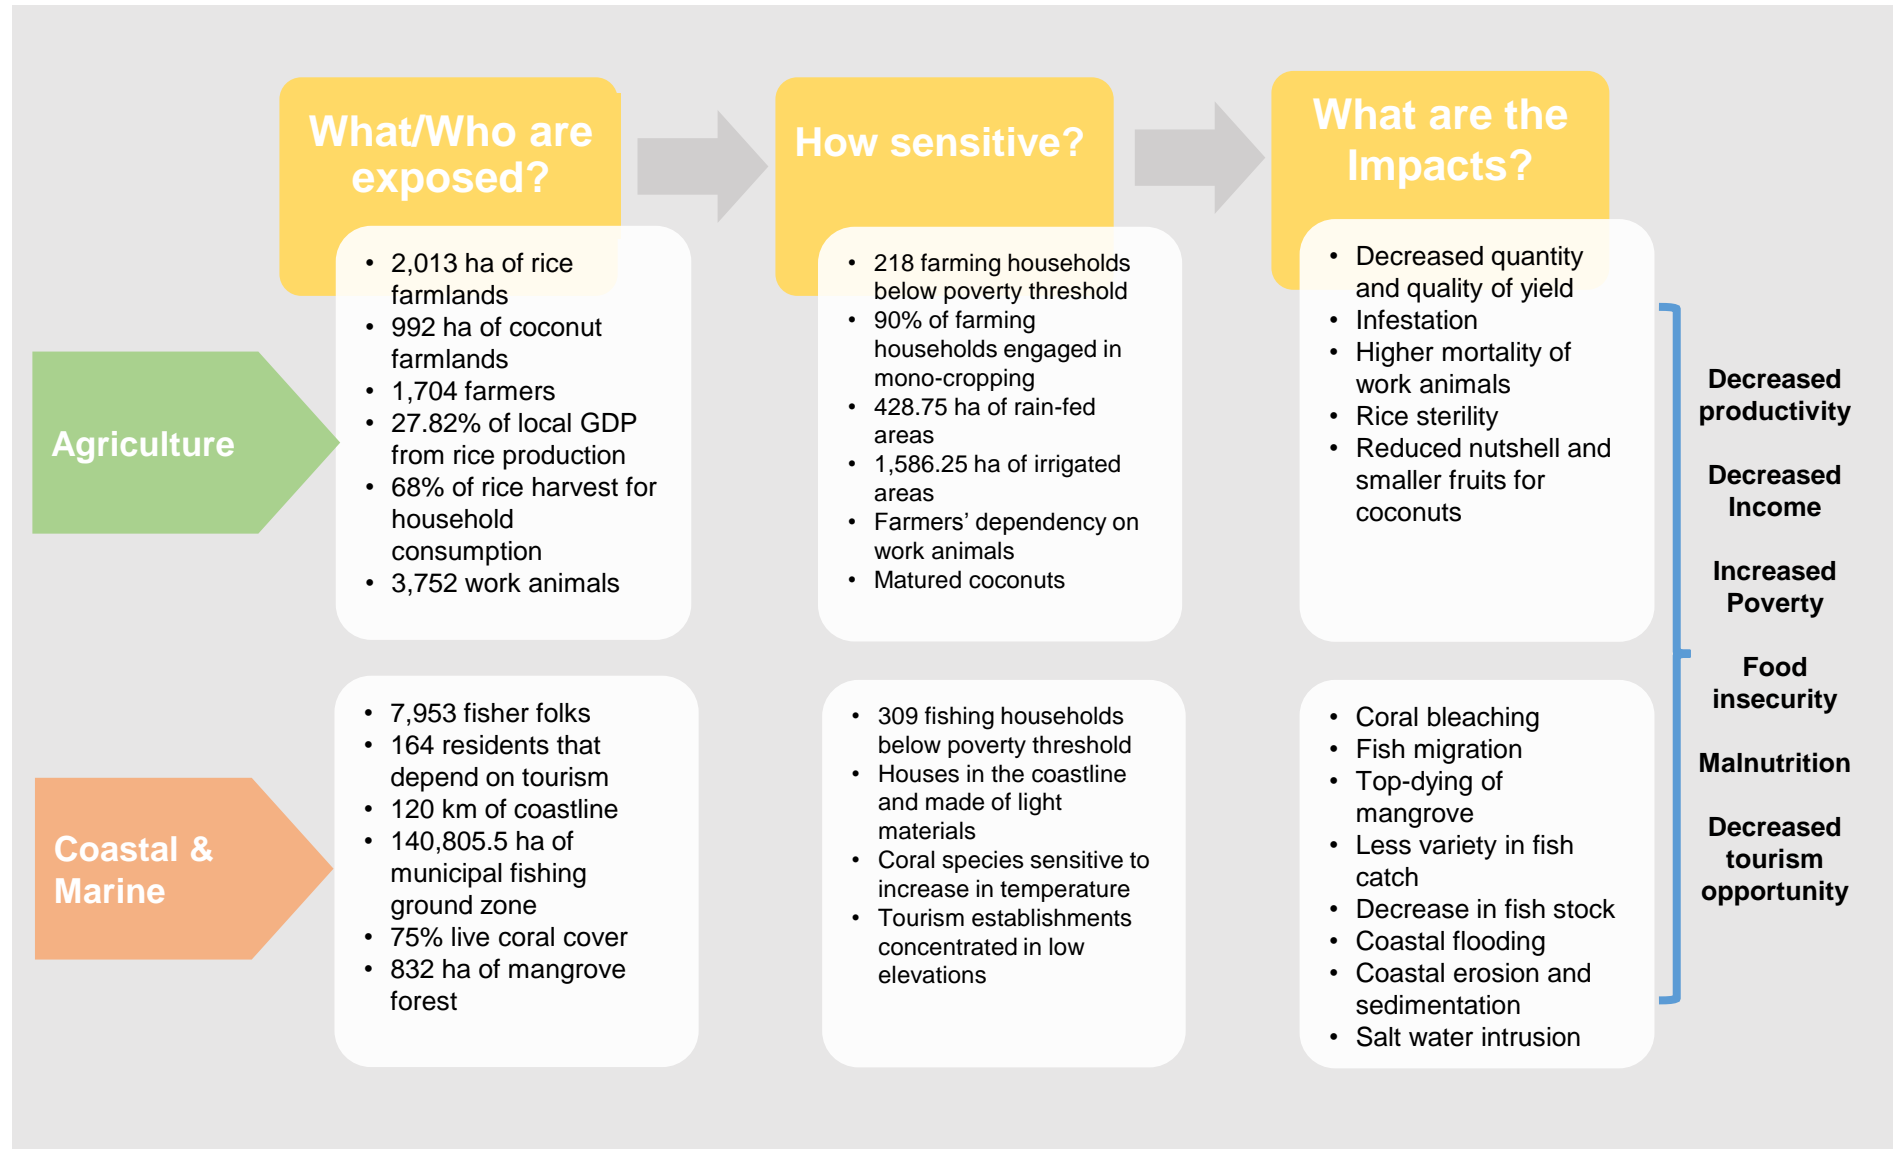 What/Who are
exposed?
How sensitive?
What are the
Impacts?
Agriculture
• 2,013 ha of rice
farmlands
• 992 ha of coconut
farmlands
• 1,704 farmers
• 27.82% of local GDP
from rice production
• 68% of rice harvest for
household
consumption
• 3,752 work animals
• 218 farming households
below poverty threshold
• 90% of farming
households engaged in
mono-cropping
• 428.75 ha of rain-fed
areas
• 1,586.25 ha of irrigated
areas
• Farmers’ dependency on
work animals
• Matured coconuts
• Decreased quantity
and quality of yield
• Infestation
• Higher mortality of
work animals
• Rice sterility
• Reduced nutshell and
smaller fruits for
coconuts
Coastal &
Marine
• 7,953 fisher folks
• 164 residents that
depend on tourism
• 120 km of coastline
• 140,805.5 ha of
municipal fishing
ground zone
• 75% live coral cover
• 832 ha of mangrove
forest
• 309 fishing households
below poverty threshold
• Houses in the coastline
and made of light
materials
• Coral species sensitive to
increase in temperature
• Tourism establishments
concentrated in low
elevations
• Coral bleaching
• Fish migration
• Top-dying of
mangrove
• Less variety in fish
catch
• Decrease in fish stock
• Coastal flooding
• Coastal erosion and
sedimentation
• Salt water intrusion
Decreased
productivity
Decreased
Income
Increased
Poverty
Food
insecurity
Malnutrition
Decreased
tourism
opportunity